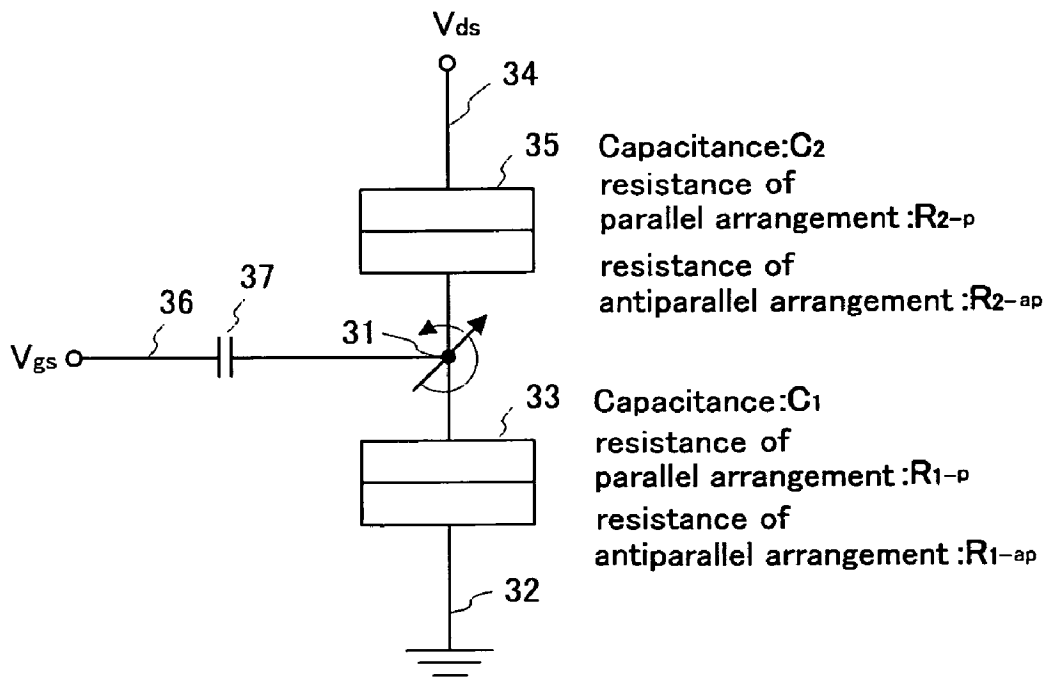 Vds
34
35
Capacitance:C2
resistance of
parallel arrangement:R2-p
resistance of
antiparallel arrangement:R2-ap
37
36
31
Vgs
33
Capacitance:C1
resistance of
parallel arrangement:R1-p
resistance of
antiparallel arrangement:R1-ap
32